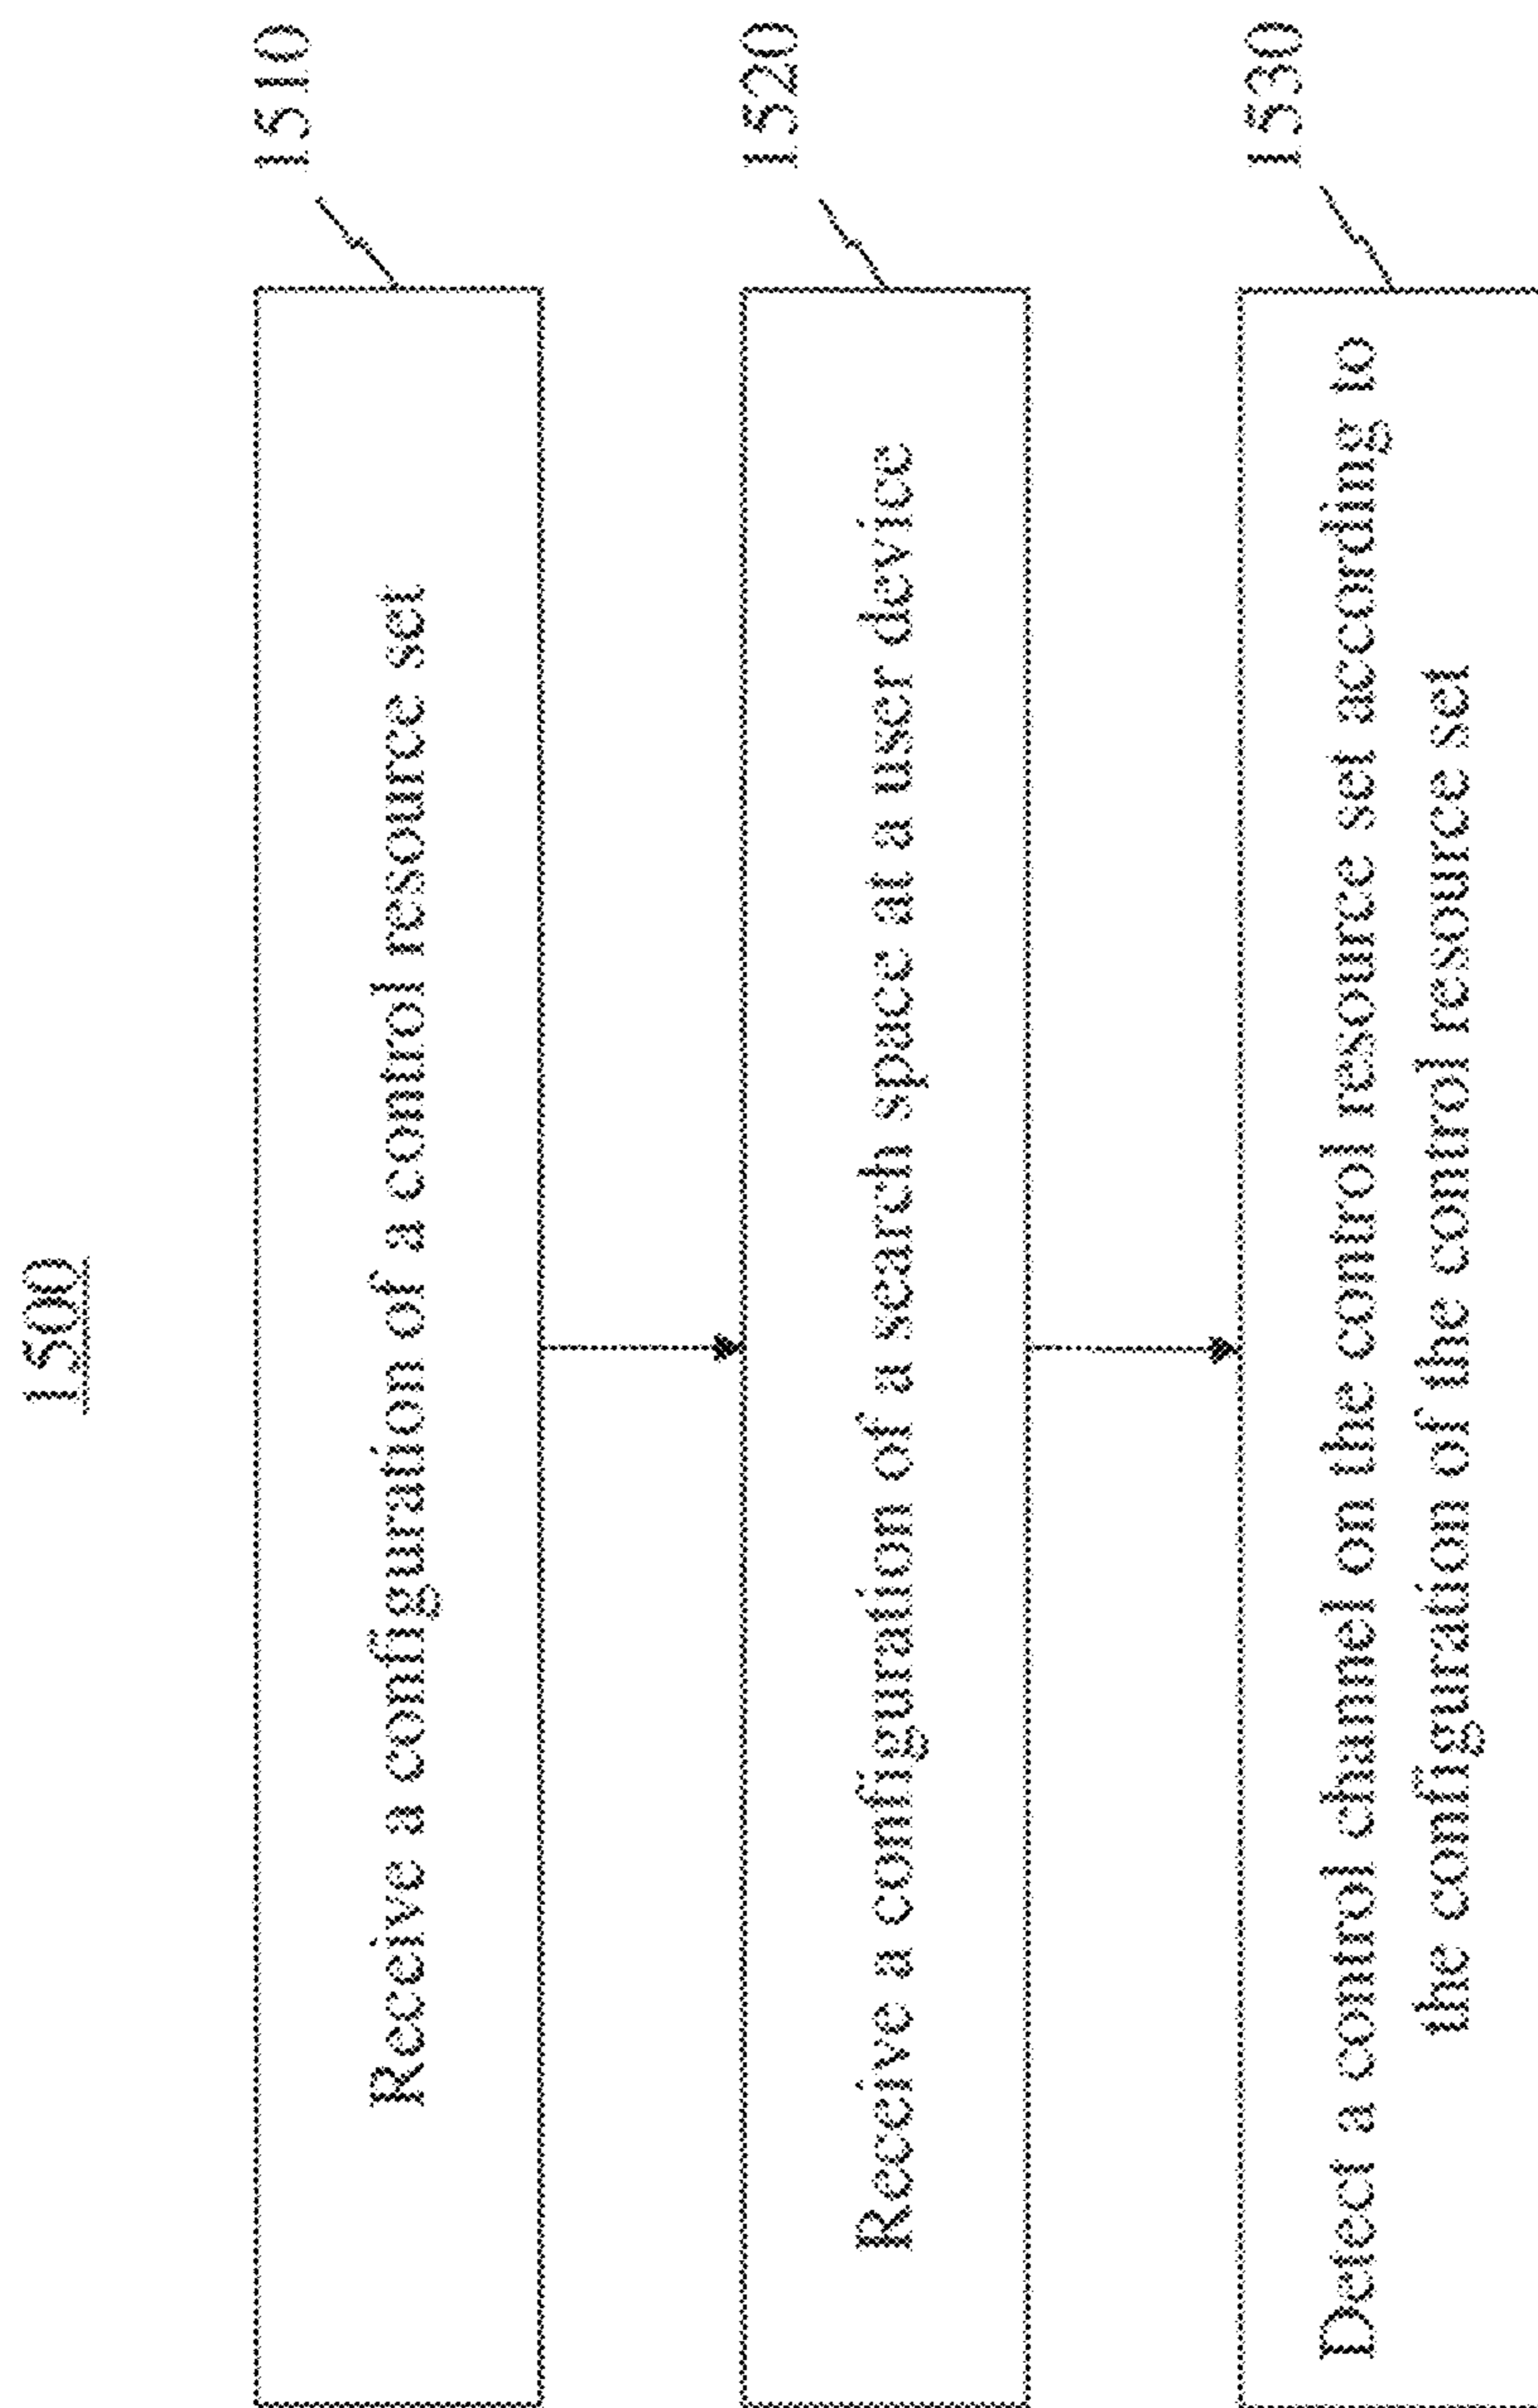 1500
Receive a configuration of a control resource set
1510
Receive a configuration of a search space at a user device
1520
Detect a control channel on the control resource set according to
the configuration of the control resource set
1530